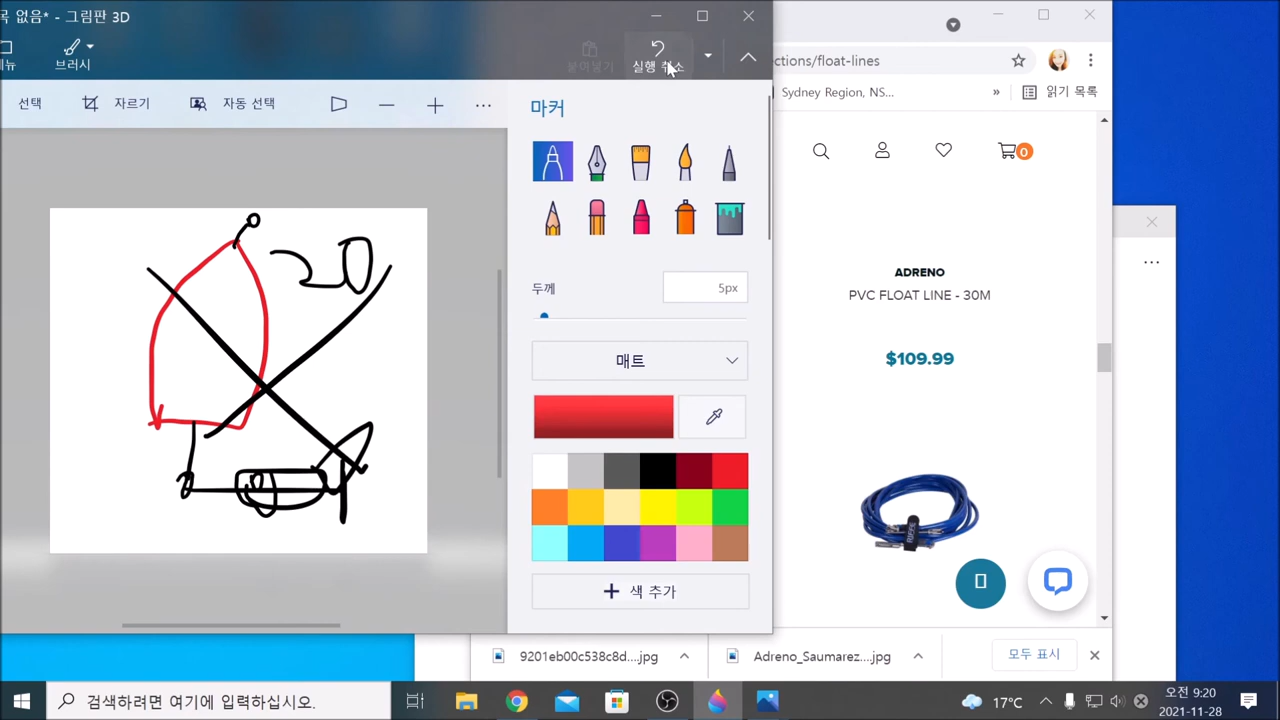 목 없음* - 그림판 3D
메뉴
브러시
붙여넣기
실행 취소
선택
자르기
자동 선택
마커
두께
5px
매트
색 추가
20
ctions/float-lines
Sydney Region, NS...
»
읽기 목록
0
ADRENO
PVC FLOAT LINE - 30M
$109.99
9201eb00c538c8d....jpg
Adreno_Saumarez....jpg
모두 표시
검색하려면 여기에 입력하십시오.
17°C
오전 9:20
2021-11-28